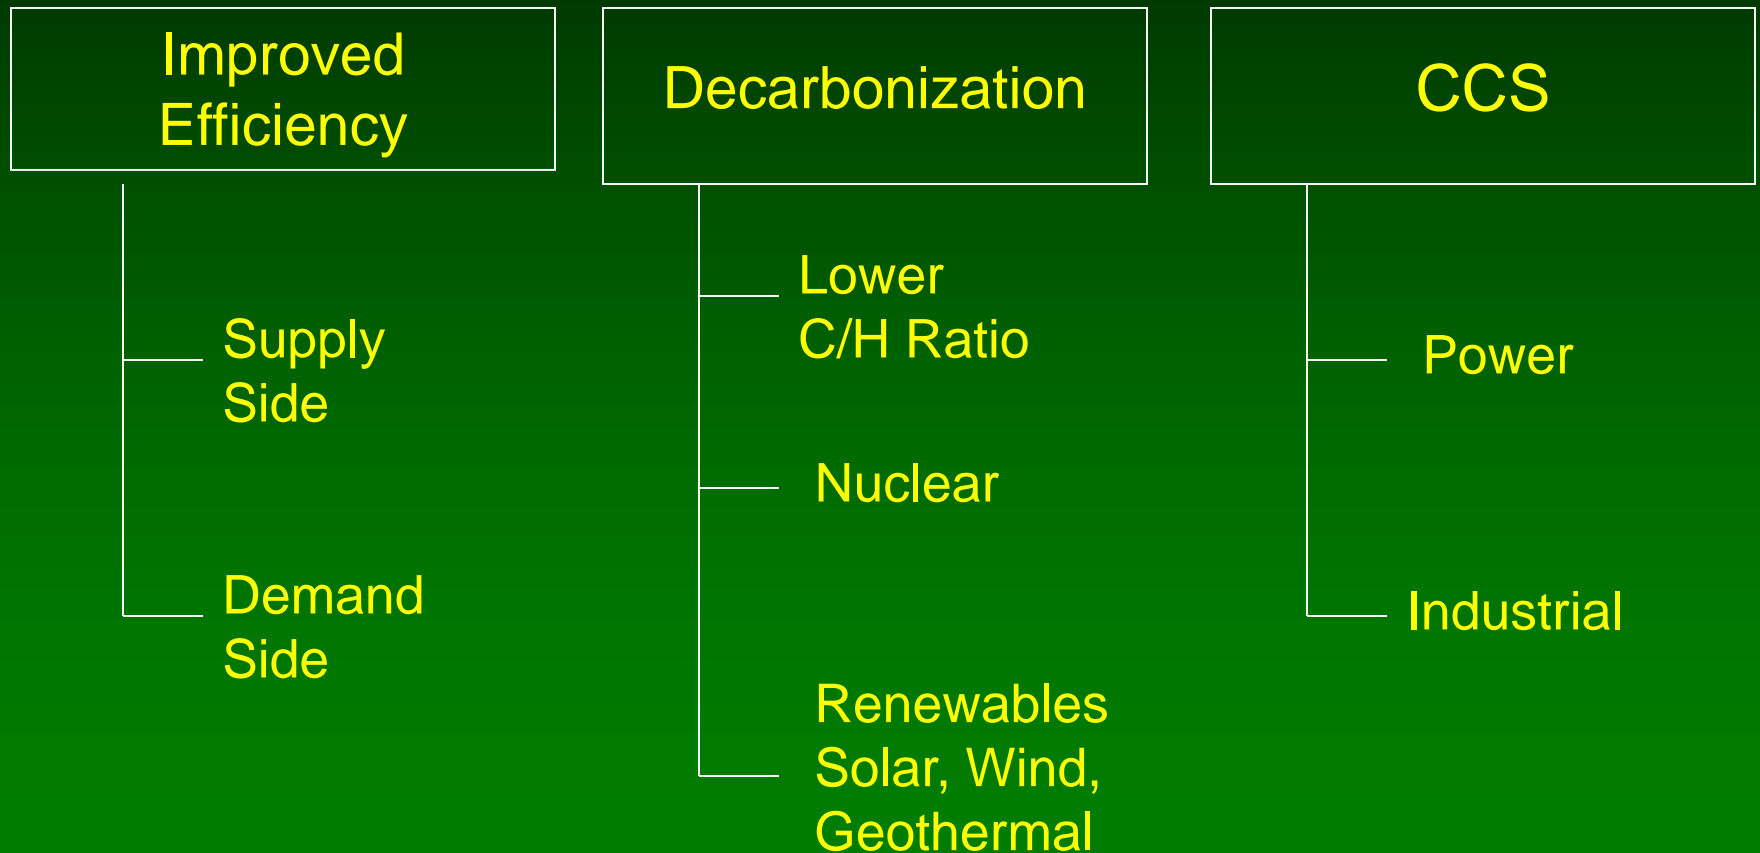 Improved
Efficiency
Supply
Side
Demand
Side
Decarbonization
Lower
C/H Ratio
Nuclear
Renewables
Solar, Wind,
Geothermal
CCS
Power
Industrial